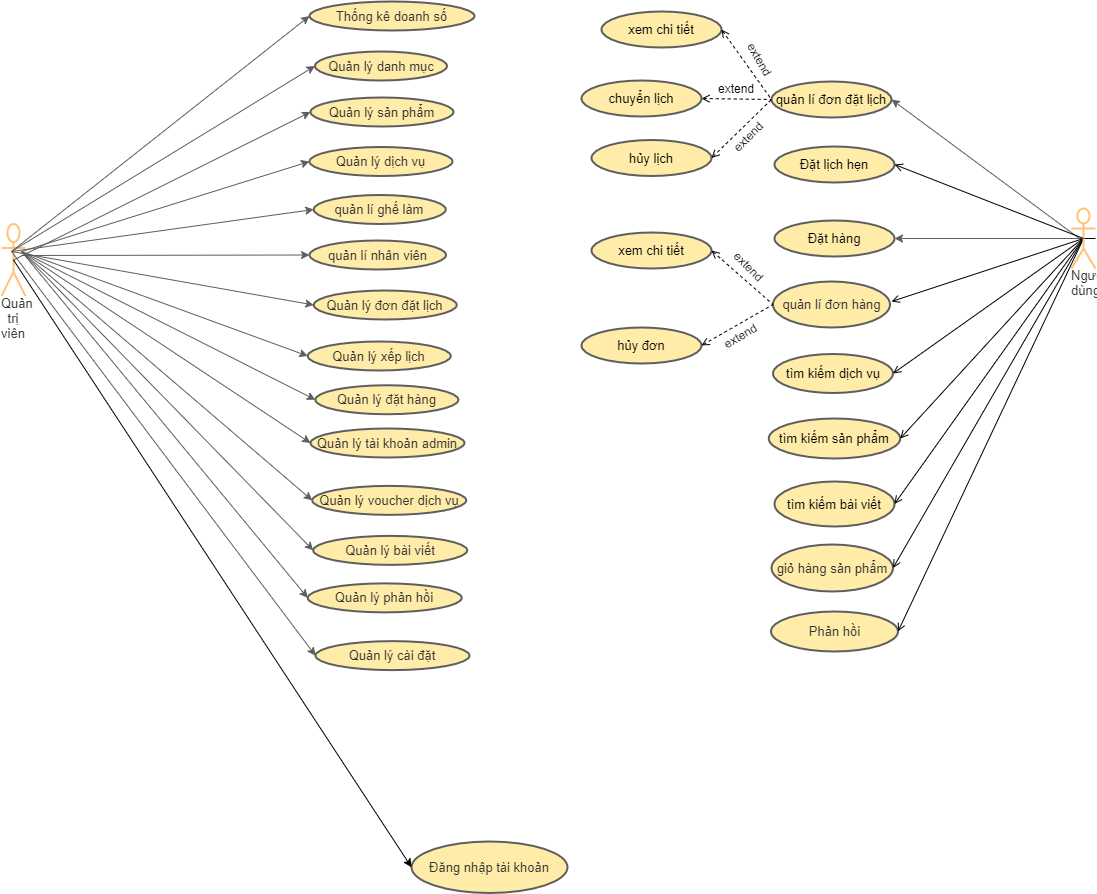 Thống kê doanh số
Quản lý danh mục
Quản lý sản phẩm
Quản lý dịch vụ
quản lí ghế làm
quản lí nhân viên
Quản lý đơn đặt lịch
Quản lý xếp lịch
Quản lý đặt hàng
Quản lý tài khoản admin
Quản lý voucher dịch vụ
Quản lý bài viết
Quản lý phản hồi
Quản lý cài đặt
Đăng nhập tài khoản
Quản
trị
viên
xem chi tiết
extend
chuyển lịch
extend
quản lí đơn đặt lịch
hủy lịch
extend
Đặt lịch hẹn
Đặt hàng
xem chi tiết
extend
quản lí đơn hàng
hủy đơn
extend
tìm kiếm dịch vụ
tìm kiếm sản phẩm
tìm kiếm bài viết
giỏ hàng sản phẩm
Phản hồi
dùng